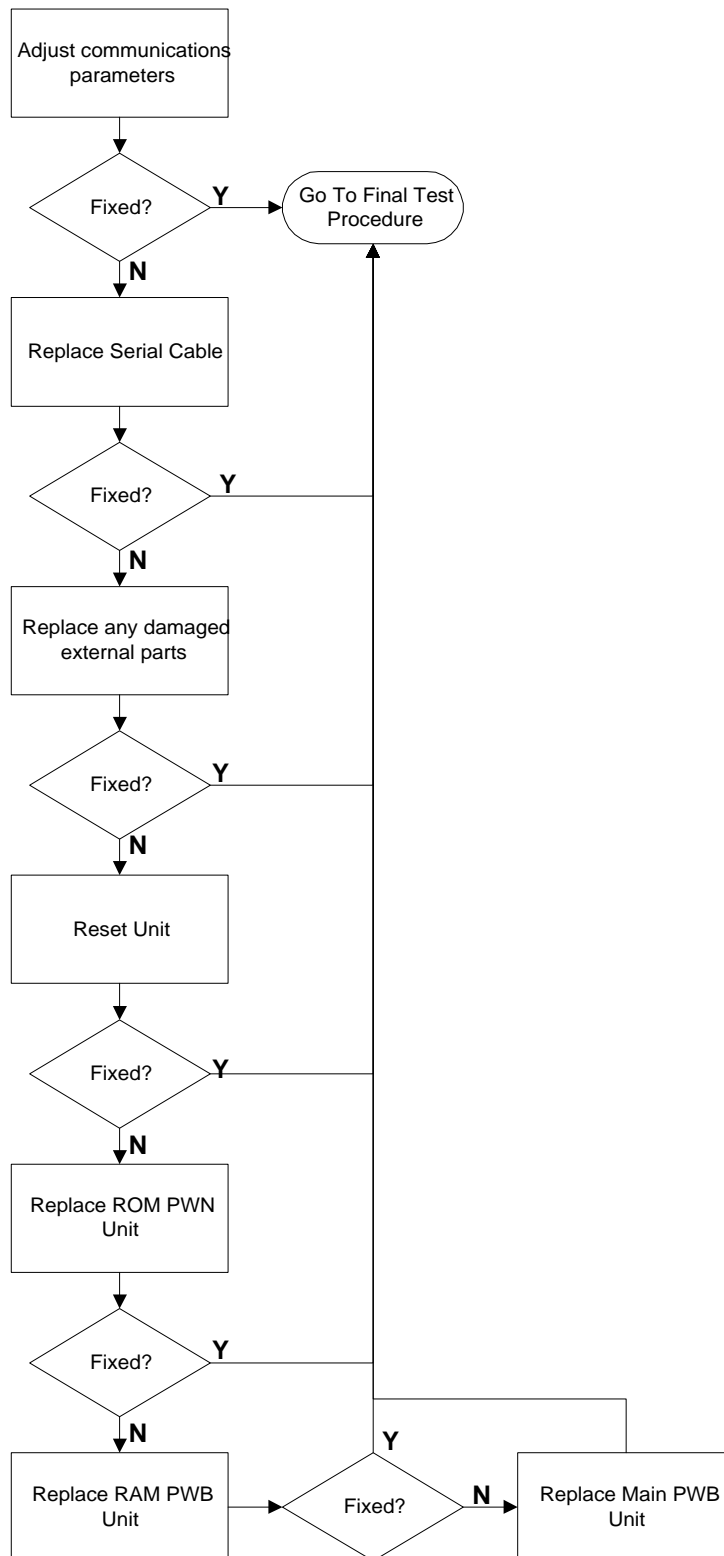 Adjust communications
parameters
Fixed?
Y
Go To Final Test
Procedure
N
Replace Serial Cable
Fixed?
Y
N
Replace any damaged
external parts
Fixed?
Y
N
Reset Unit
Fixed?
Y
N
Replace ROM PWN
Unit
Fixed?
Y
N
Replace RAM PWB
Unit
Fixed?
Y
N
Replace Main PWB
Unit